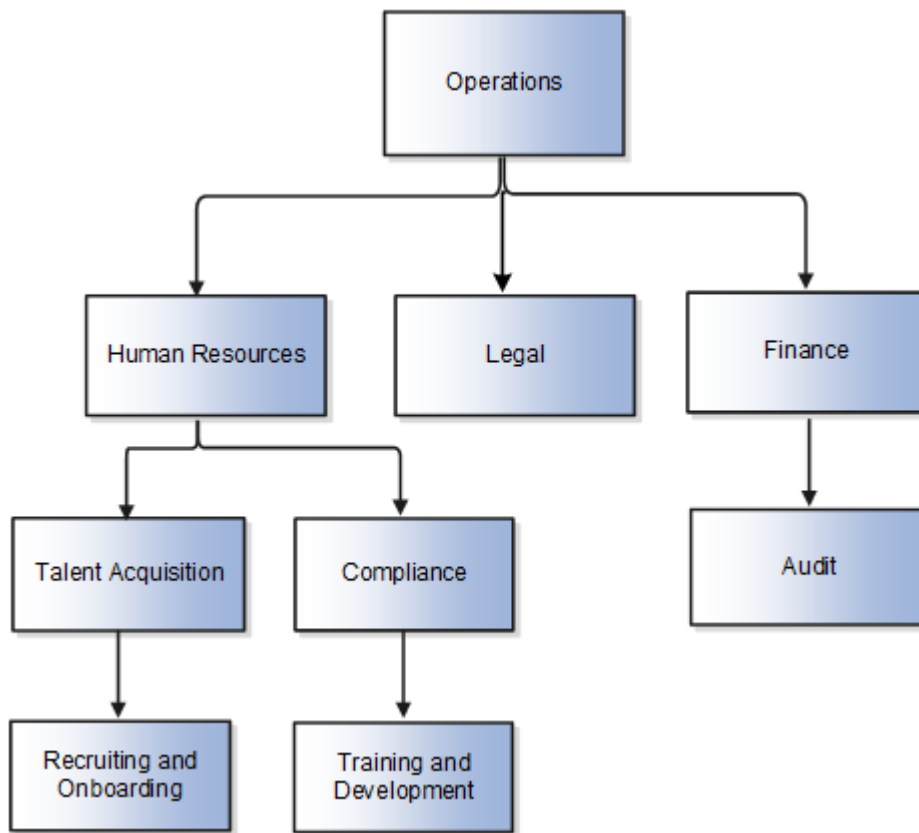 Operations
Human Resources
Legal
Finance
Talent Acquisition
Compliance
Audit
Recruiting and
Onboarding
Training and
Development